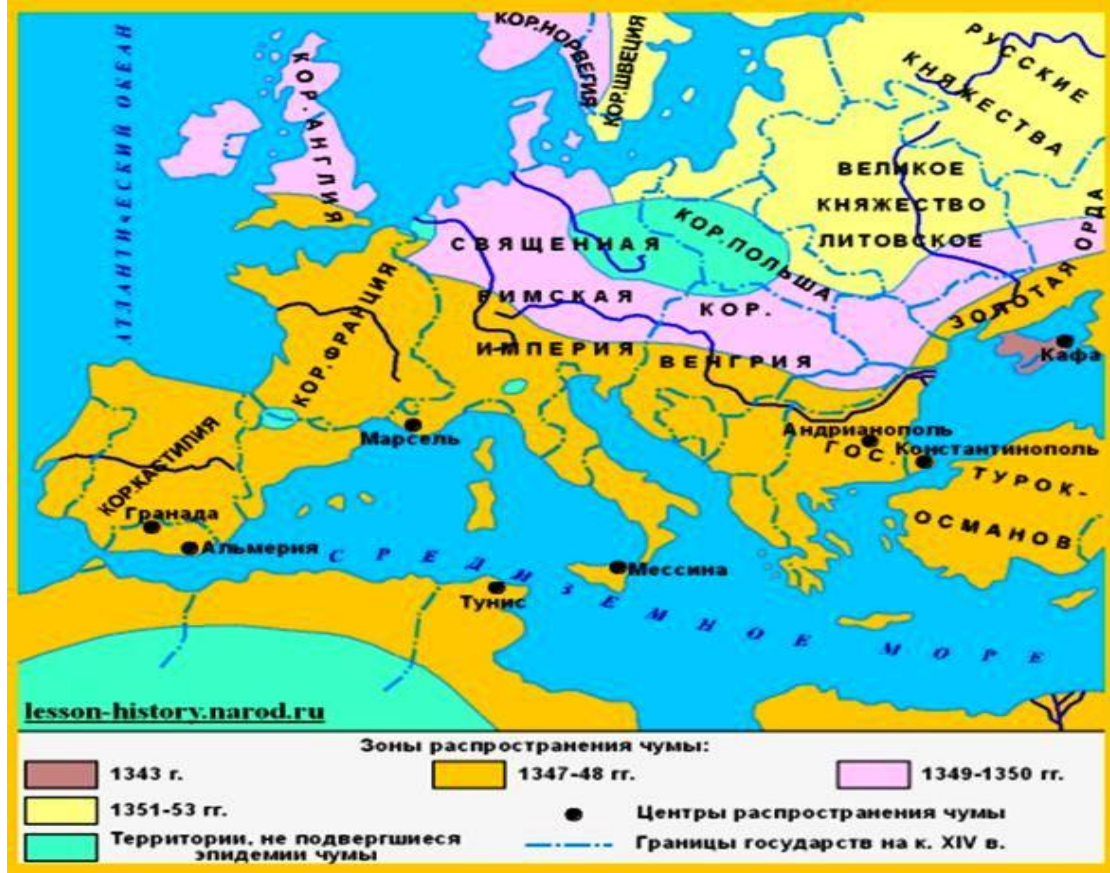 АТЛАНТИЧЕСКИЙ ОКЕАН
КОР. НОРВЕГИЯ
КОР. ШВЕЦИЯ
РУССКИЕ
КНЯЖЕСТВА
КОР. АНГЛИЯ
ВЕЛИКОЕ
КНЯЖЕСТВО
ЛИТОВСКОЕ
ЗОЛОТАЯ ОРДА
СВЯЩЕННАЯ
РИМСКАЯ
ИМПЕРИЯ
КОР. ПОЛЬША
КОР.
ВЕНГРИЯ
КОР. ФРАНЦИЯ
Кафа
Марсель
Андрианополь
Константинополь
ГОС.
ТУРОК-
ОСМАНОВ
КОР. КАСТИЛИЯ
Гранада
Альмерия
СРЕДИЗЕМНОЕ МОРЕ
Мессина
Тунис
lesson-history.narod.ru
Зоны распространения чумы:
1343 г.
1347-48 гг.
1349-1350 гг.
1351-53 гг.
Центры распространения чумы
Территории, не подвергшиеся
эпидемии чумы
Границы государств на к. XIV в.